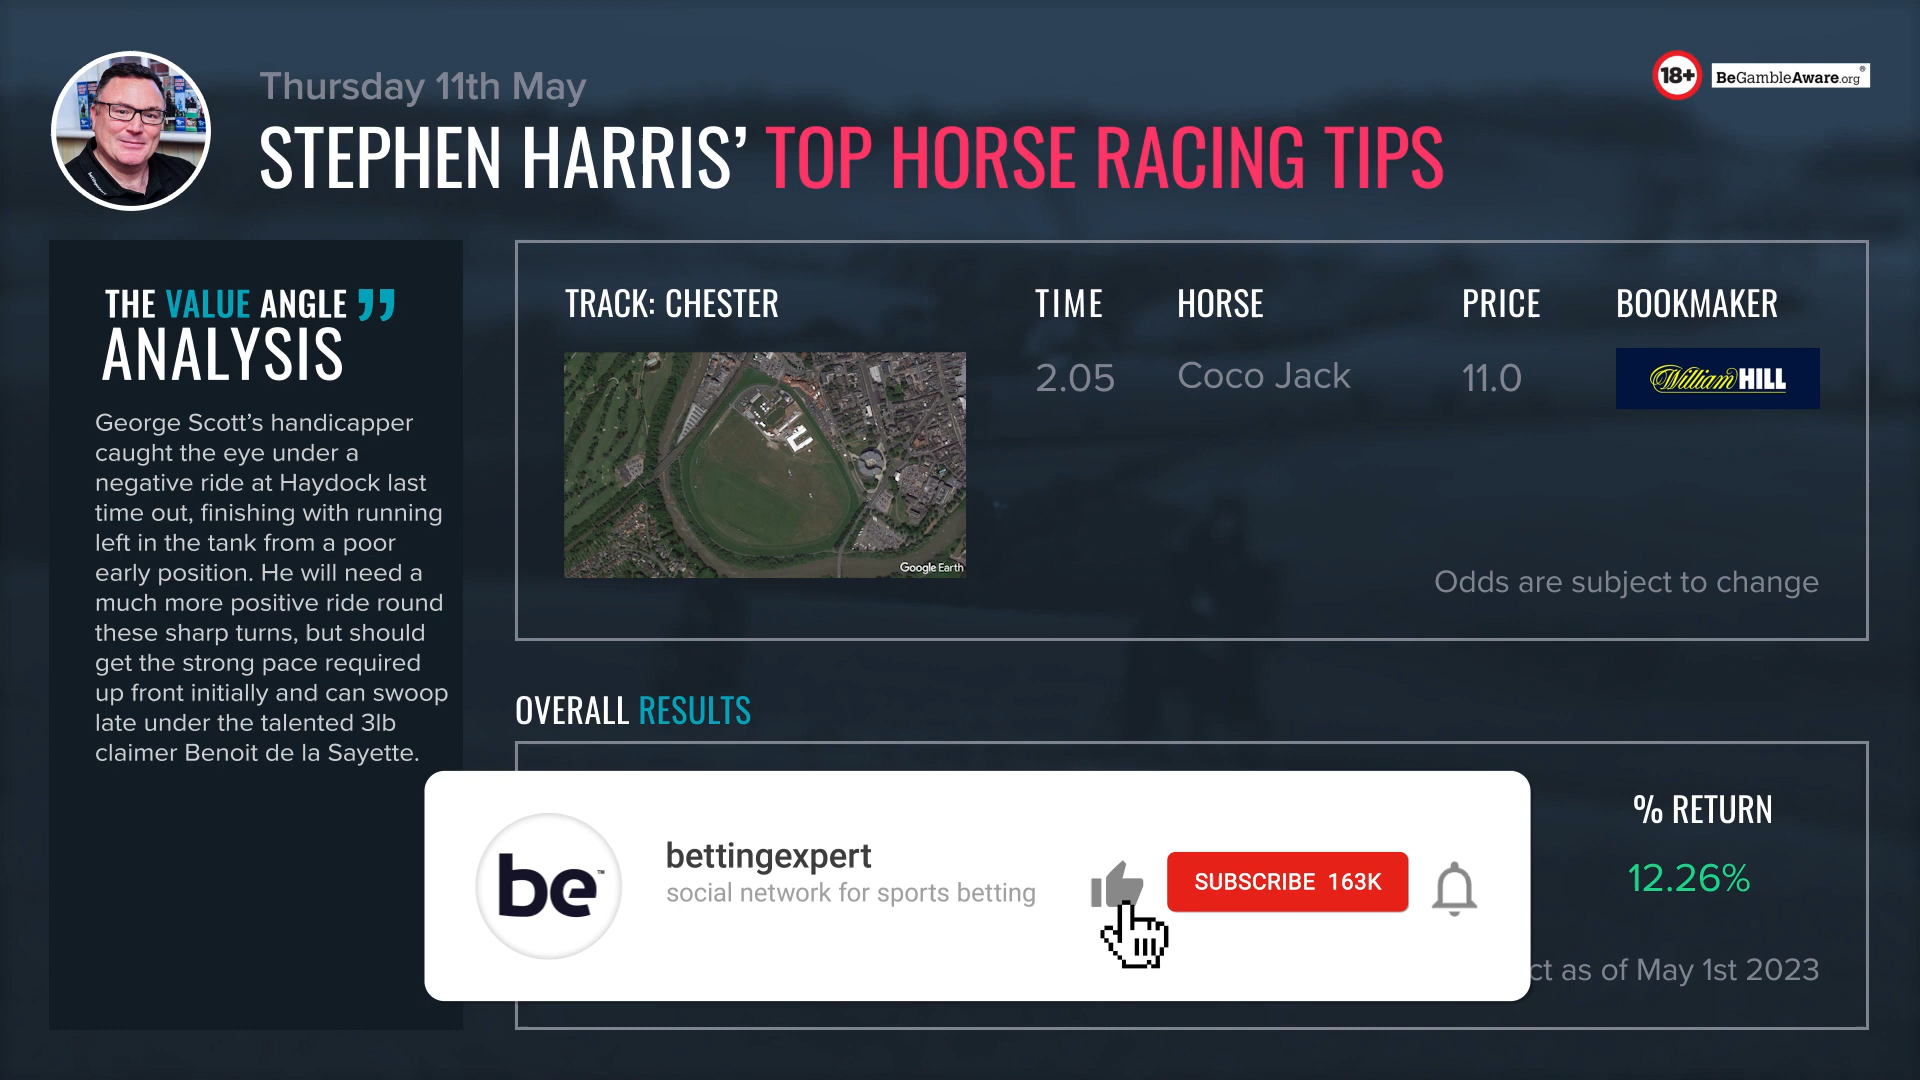 Thursday 11th May
STEPHEN HARRIS’ TOP HORSE RACING TIPS
18+
BeGambleAware.org®
THE VALUE ANGLE ”
ANALYSIS
George Scott’s handicapper
caught the eye under a
negative ride at Haydock last
time out, finishing with running
left in the tank from a poor
early position. He will need a
much more positive ride round
these sharp turns, but should
get the strong pace required
up front initially and can swoop
late under the talented 3lb
claimer Benoit de la Sayette.
TRACK: CHESTER
TIME HORSE PRICE BOOKMAKER
2.05 Coco Jack 11.0 William HILL
Google Earth
Odds are subject to change
OVERALL RESULTS
% RETURN
12.26%
ct as of May 1st 2023
be™
bettingexpert
social network for sports betting
SUBSCRIBE 163K